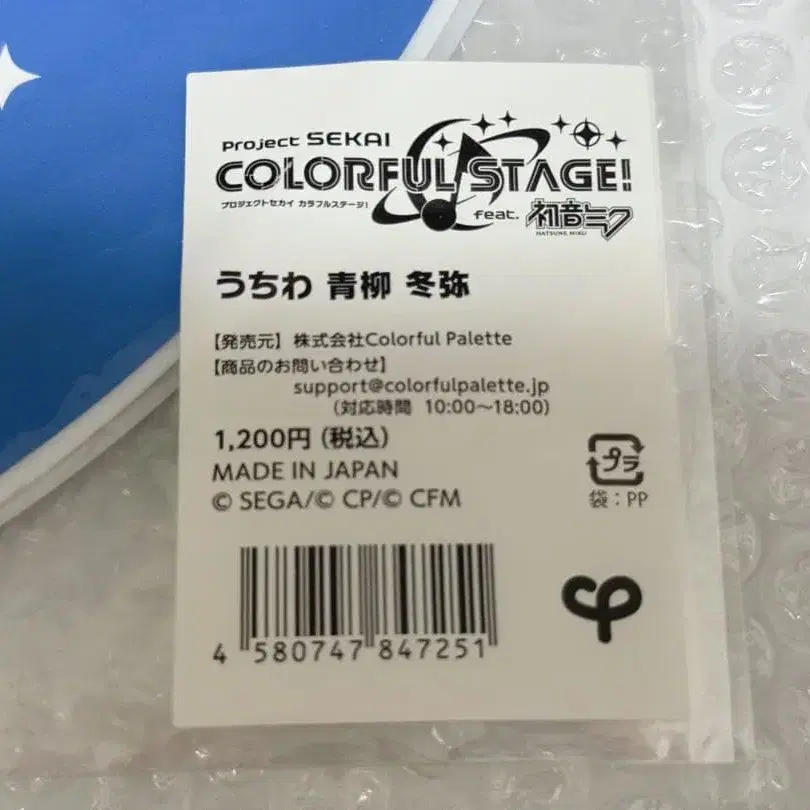 Project SEKAI
COLORFUL STAGE!
プロジェクトセカイ カラフルステージ!
feat. 初音ミク
HATSUNE MIKU
うちわ 青柳 冬弥
【発売元】株式会社Colorful Palette
【商品のお問い合わせ】
support@colorfulpalette.jp
(対応時間 10:00～18:00)
1,200円(税込)
MADE IN JAPAN
© SEGA/© CP/© CFM
プラ
袋:PP
4 580747 847251